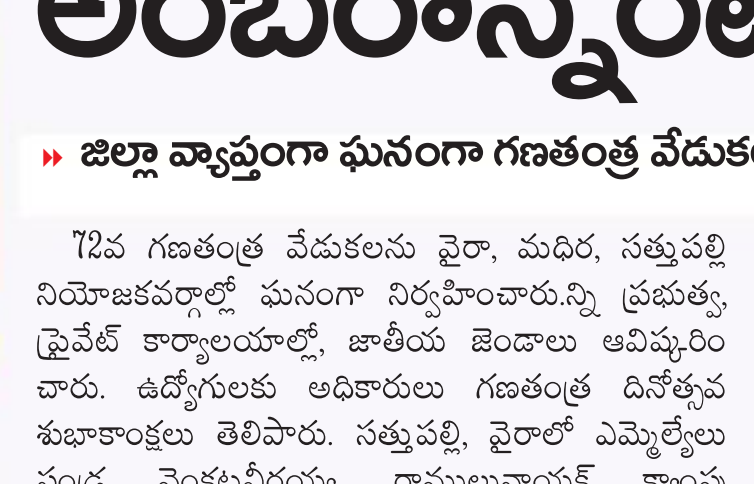 జిల్లా వ్యాప్తంగా ఘనంగా గణతంత్ర
72వ గణతంత్ర వేడుకలను వైరా, మధిర, సత్తుపల్లి
నియోజకవర్గాల్లో ఘనంగా నిర్వహించారు.న్ని ప్రభుత్వ,
ప్రైవేట్ కార్యాలయాల్లో, జాతీయ జెండాలు ఆవిష్కరిం
చారు. ఉద్యోగులకు అధికారులు గణతంత్ర దినోత్సవ
శుభాకాంక్షలు తెలిపారు. సత్తుపల్లి, వైరాలో ఎమ్మెల్యేలు